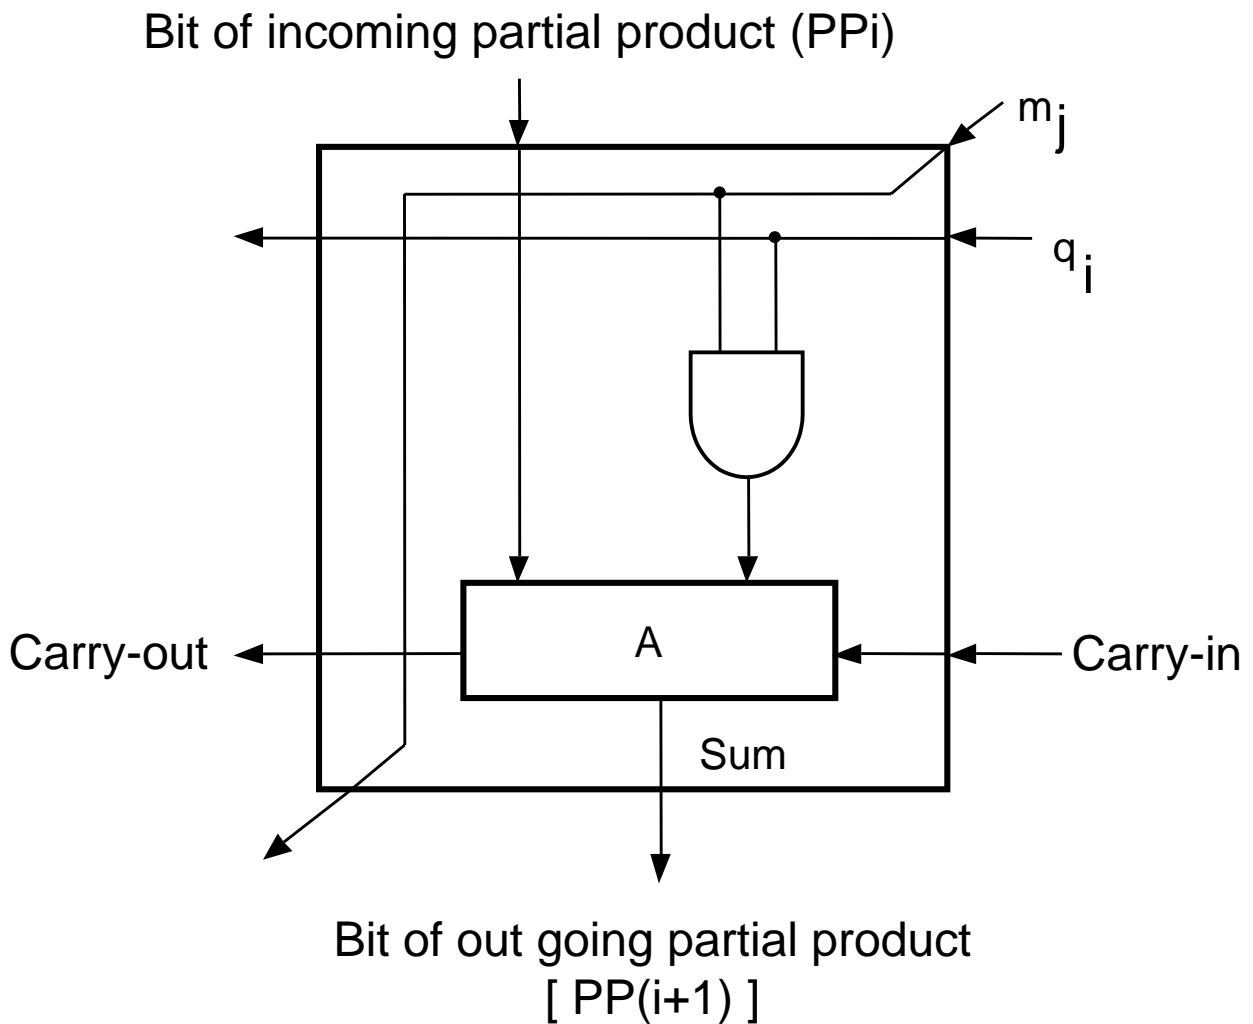 Bit of incoming partial product (PPi)
mj
qi
A
Carry-out
Carry-in
Sum
Bit of out going partial product
[ PP(i+1) ]